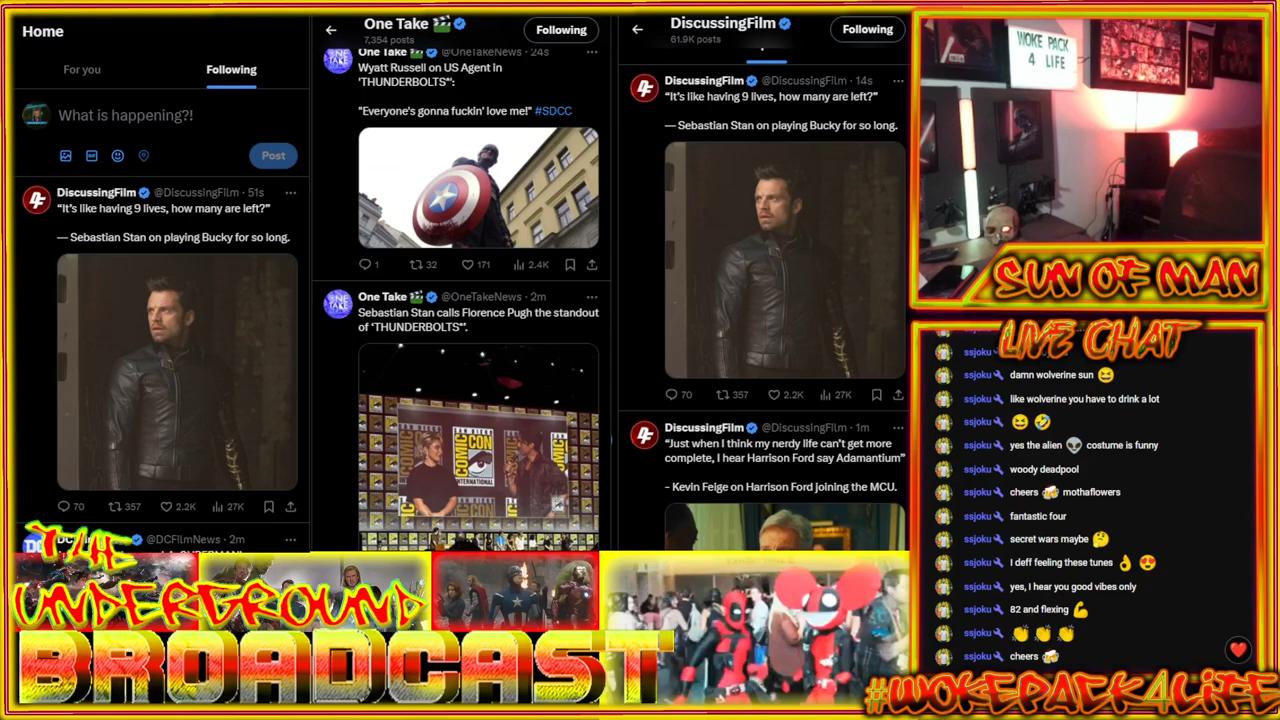 Home
For you
Following
What is happening?!
Post
DiscussingFilm @DiscussingFilm · 51s
“It's like having 9 lives, how many are left?”
— Sebastian Stan on playing Bucky for so long.
70 357 2.2K 27K
@DCFilmNews · 2m
One Take
7,354 posts
Following
One Take @OneTakeNews · 24s
Wyatt Russell on US Agent in
'THUNDERBOLTS*':
"Everyone's gonna fuckin' love me!" #SDCC
1 32 171 2.4K
One Take @OneTakeNews · 2m
Sebastian Stan calls Florence Pugh the standout
of 'THUNDERBOLTS*'.
SAN DIEGO
COMIC CON
INTERNATIONAL
DiscussingFilm
61.9K posts
Following
DiscussingFilm @DiscussingFilm · 14s
“It's like having 9 lives, how many are left?”
— Sebastian Stan on playing Bucky for so long.
70 357 2.2K 27K
DiscussingFilm @DiscussingFilm · 1m
“Just when I think my nerdy life can't get more
complete, I hear Harrison Ford say Adamantium”
- Kevin Feige on Harrison Ford joining the MCU.
WOKE PACK
4 LIFE
SUN OF MAN
LIVE CHAT
ssjoku
ssjoku damn wolverine sun
ssjoku like wolverine you have to drink a lot
ssjoku
ssjoku yes the alien costume is funny
ssjoku woody deadpool
ssjoku cheers mothaflowers
ssjoku fantastic four
ssjoku secret wars maybe
ssjoku I deff feeling these tunes
ssjoku yes, I hear you good vibes only
ssjoku 82 and flexing
ssjoku
ssjoku cheers
THE
UNDERGROUND
BROADCAST
#WOKEPACK4LIFE